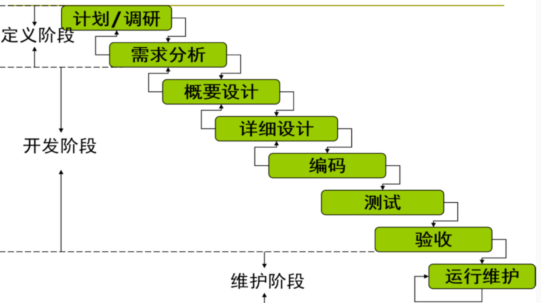 计划/调研
定义阶段
需求分析
概要设计
详细设计
开发阶段
编码
测试
验收
运行维护
维护阶段